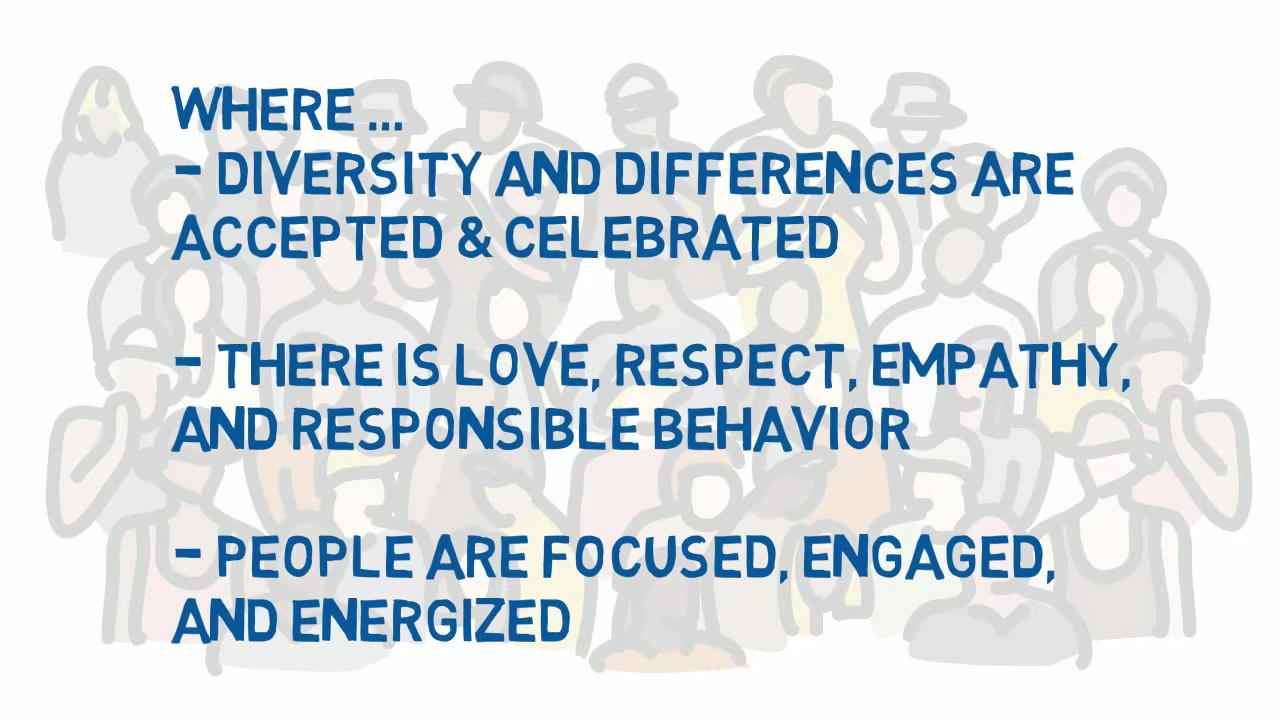 WHERE ...
- DIVERSITY AND DIFFERENCES ARE
ACCEPTED & CELEBRATED
- THERE IS LOVE, RESPECT, EMPATHY,
AND RESPONSIBLE BEHAVIOR
- PEOPLE ARE FOCUSED, ENGAGED,
AND ENERGIZED